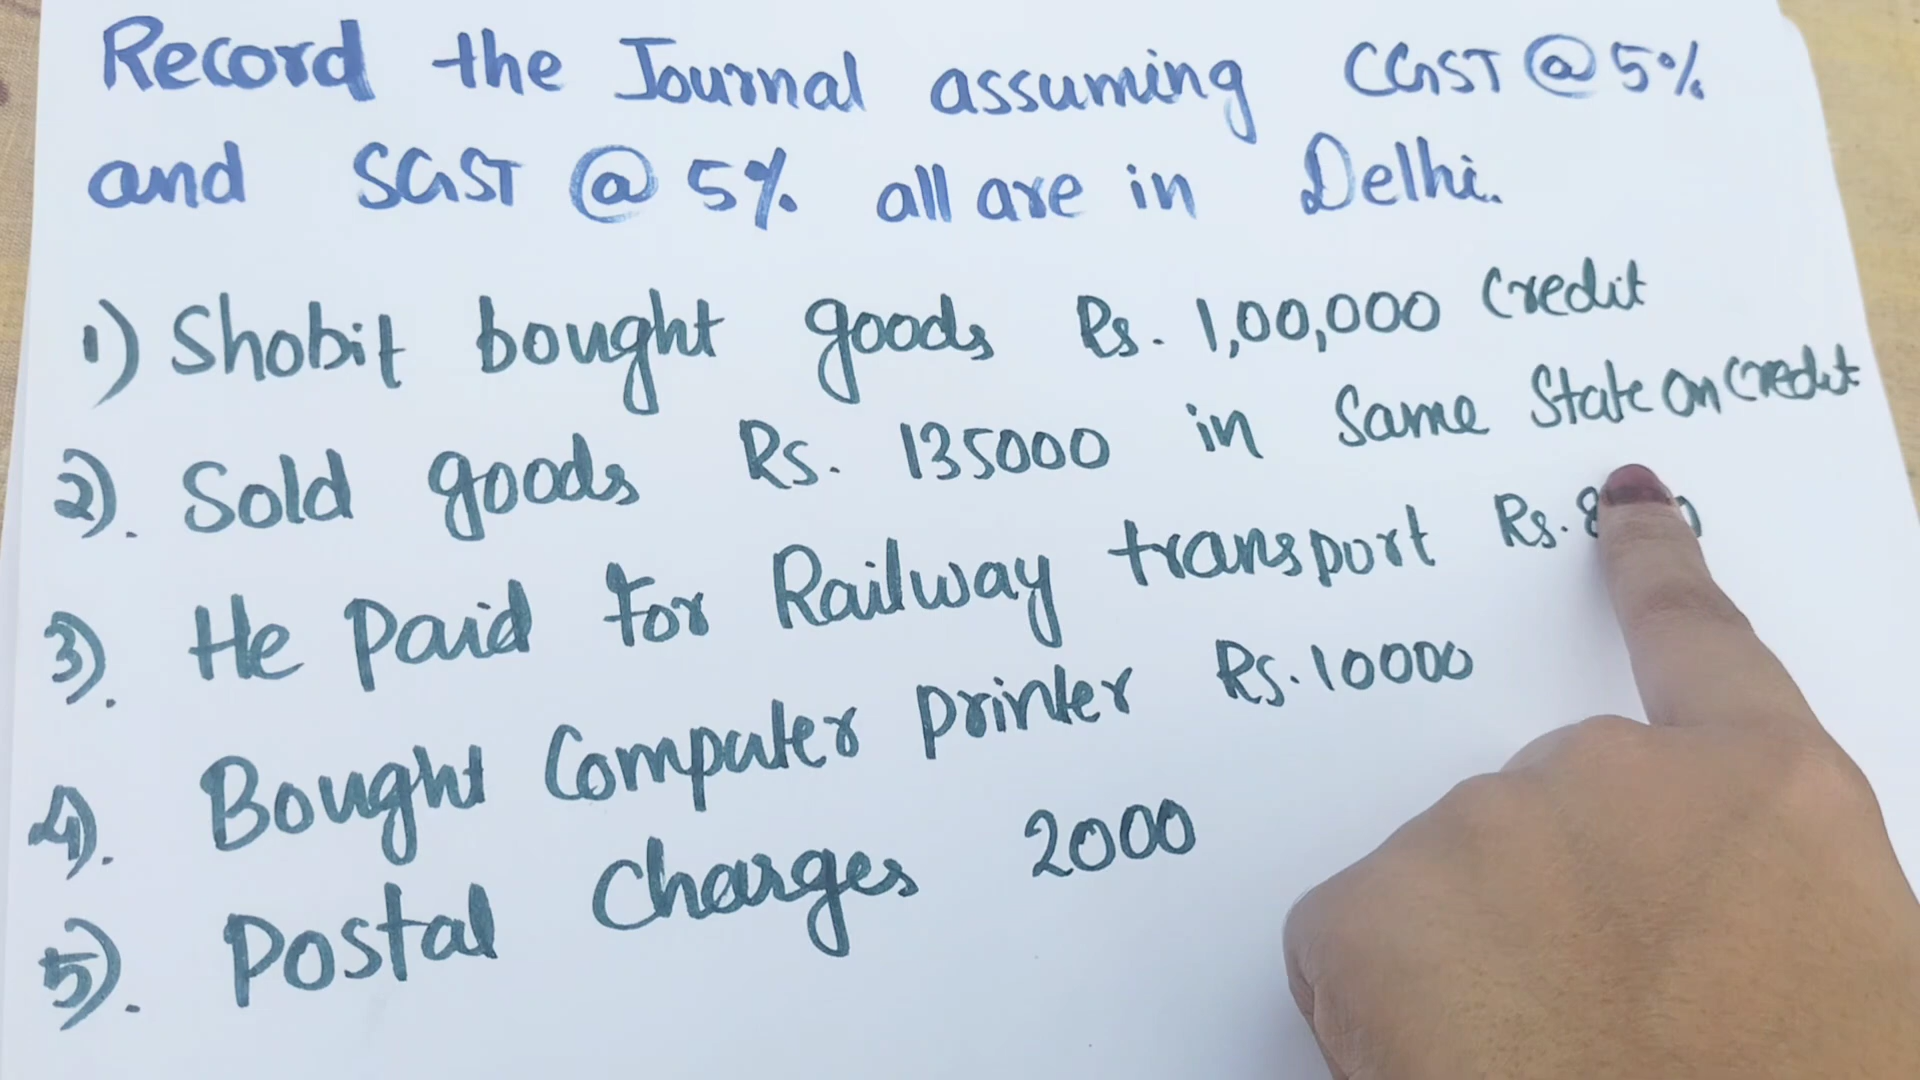 Record the Journal assuming CGST @ 5%
and SGST @ 5% all are in Delhi.
1) Shobit bought goods Rs. 1,00,000 Credit
2). Sold goods Rs. 135000 in Same State on Credit
3). He paid for Railway transport Rs.
4). Bought Computer printer Rs. 10000
5). Postal Charges 2000